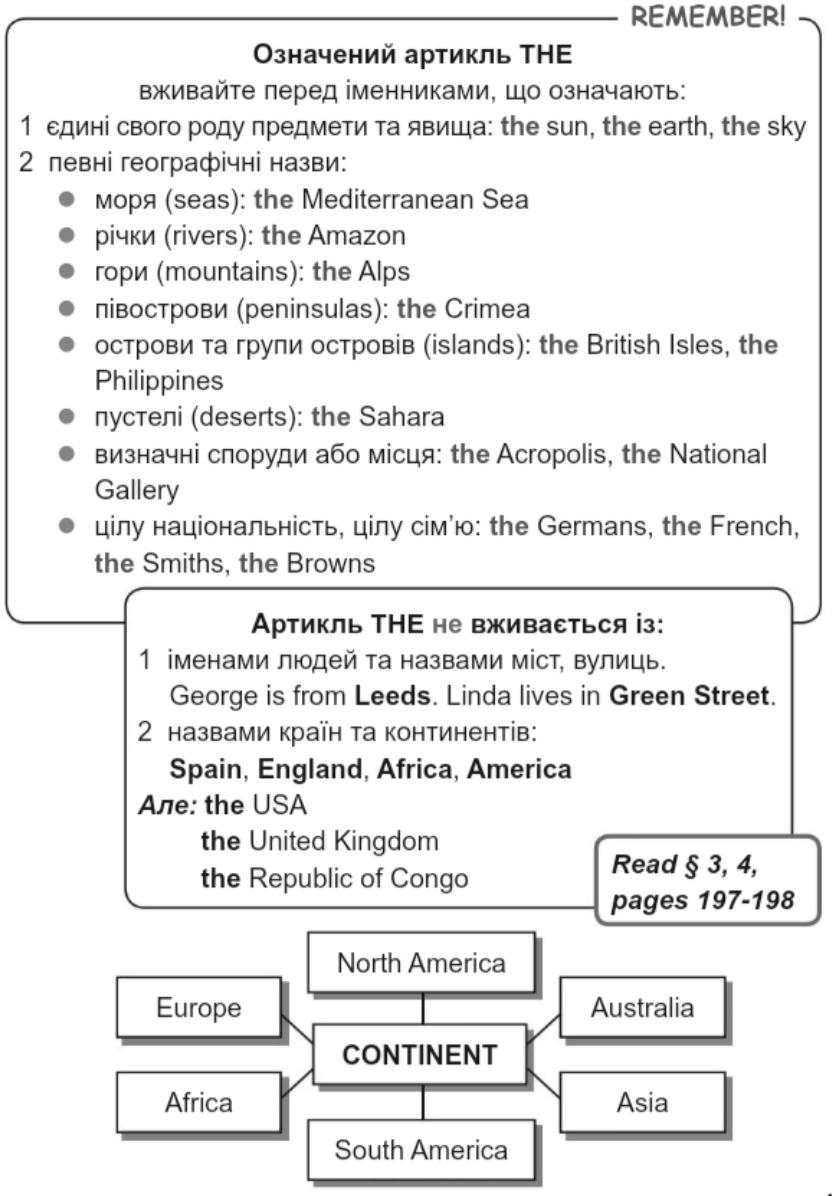 REMEMBER!
Означений артикль THE
вживайте перед іменниками, що означають:
1 єдині свого роду предмети та явища: the sun, the earth, the sky
2 певні географічні назви:
● моря (seas): the Mediterranean Sea
● річки (rivers): the Amazon
● гори (mountains): the Alps
● півострови (peninsulas): the Crimea
● острови та групи островів (islands): the British Isles, the
Philippines
● пустелі (deserts): the Sahara
● визначні споруди або місця: the Acropolis, the National
Gallery
● цілу національність, цілу сім’ю: the Germans, the French,
the Smiths, the Browns
Артикль THE не вживається із:
1 іменами людей та назвами міст, вулиць.
George is from Leeds. Linda lives in Green Street.
2 назвами країн та континентів:
Spain, England, Africa, America
Але: the USA
the United Kingdom
the Republic of Congo
Read § 3, 4,
pages 197-198
North America
Europe
Australia
CONTINENT
Africa
Asia
South America